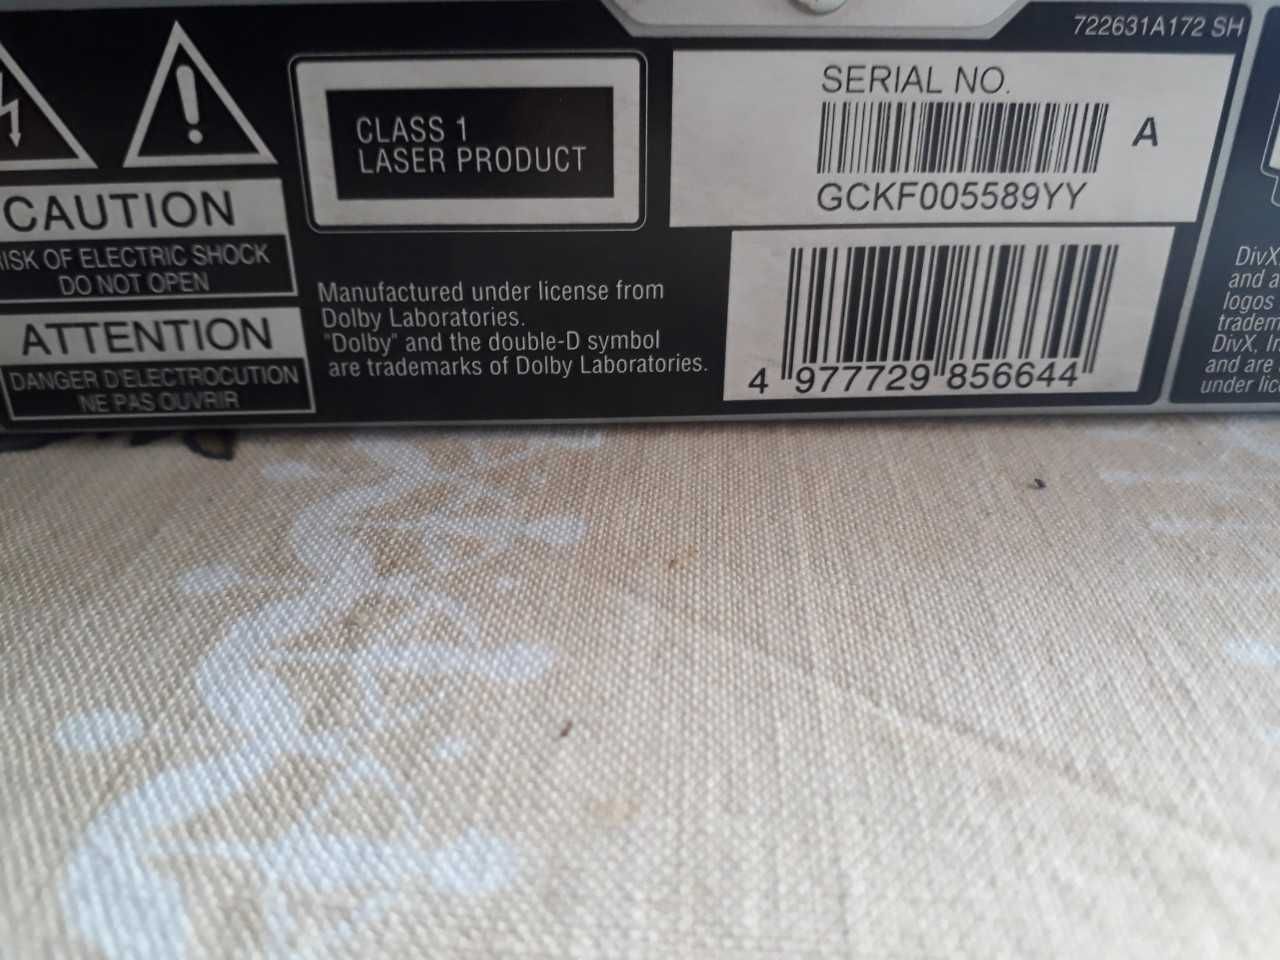 722631A172 SH
CLASS 1
LASER PRODUCT
SERIAL NO.
A
GCKF005589YY
CAUTION
RISK OF ELECTRIC SHOCK
DO NOT OPEN
ATTENTION
DANGER D'ELECTROCUTION
NE PAS OUVRIR
Manufactured under license from
Dolby Laboratories.
"Dolby" and the double-D symbol
are trademarks of Dolby Laboratories.
4 977729 856644
DivX,
and a
logos
tradem
DivX, In
and are
under lic